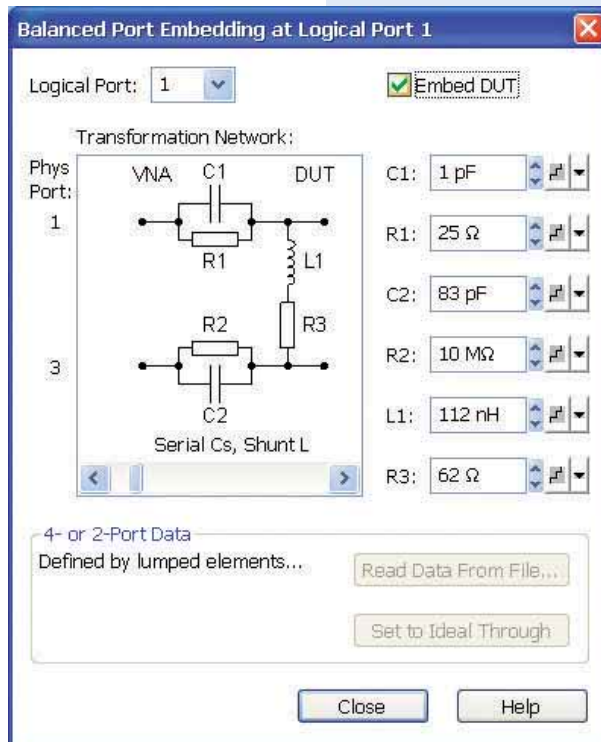 Balanced Port Embedding at Logical Port 1
Logical Port: 1
Embed DUT
Transformation Network:
Phys
Port:
VNA C1 DUT
1
R1
L1
R2
R3
3
C2
Serial Cs, Shunt L
C1: 1 pF
R1: 25 Ω
C2: 83 pF
R2: 10 MΩ
L1: 112 nH
R3: 62 Ω
4- or 2-Port Data
Defined by lumped elements...
Read Data From File...
Set to Ideal Through
Close
Help